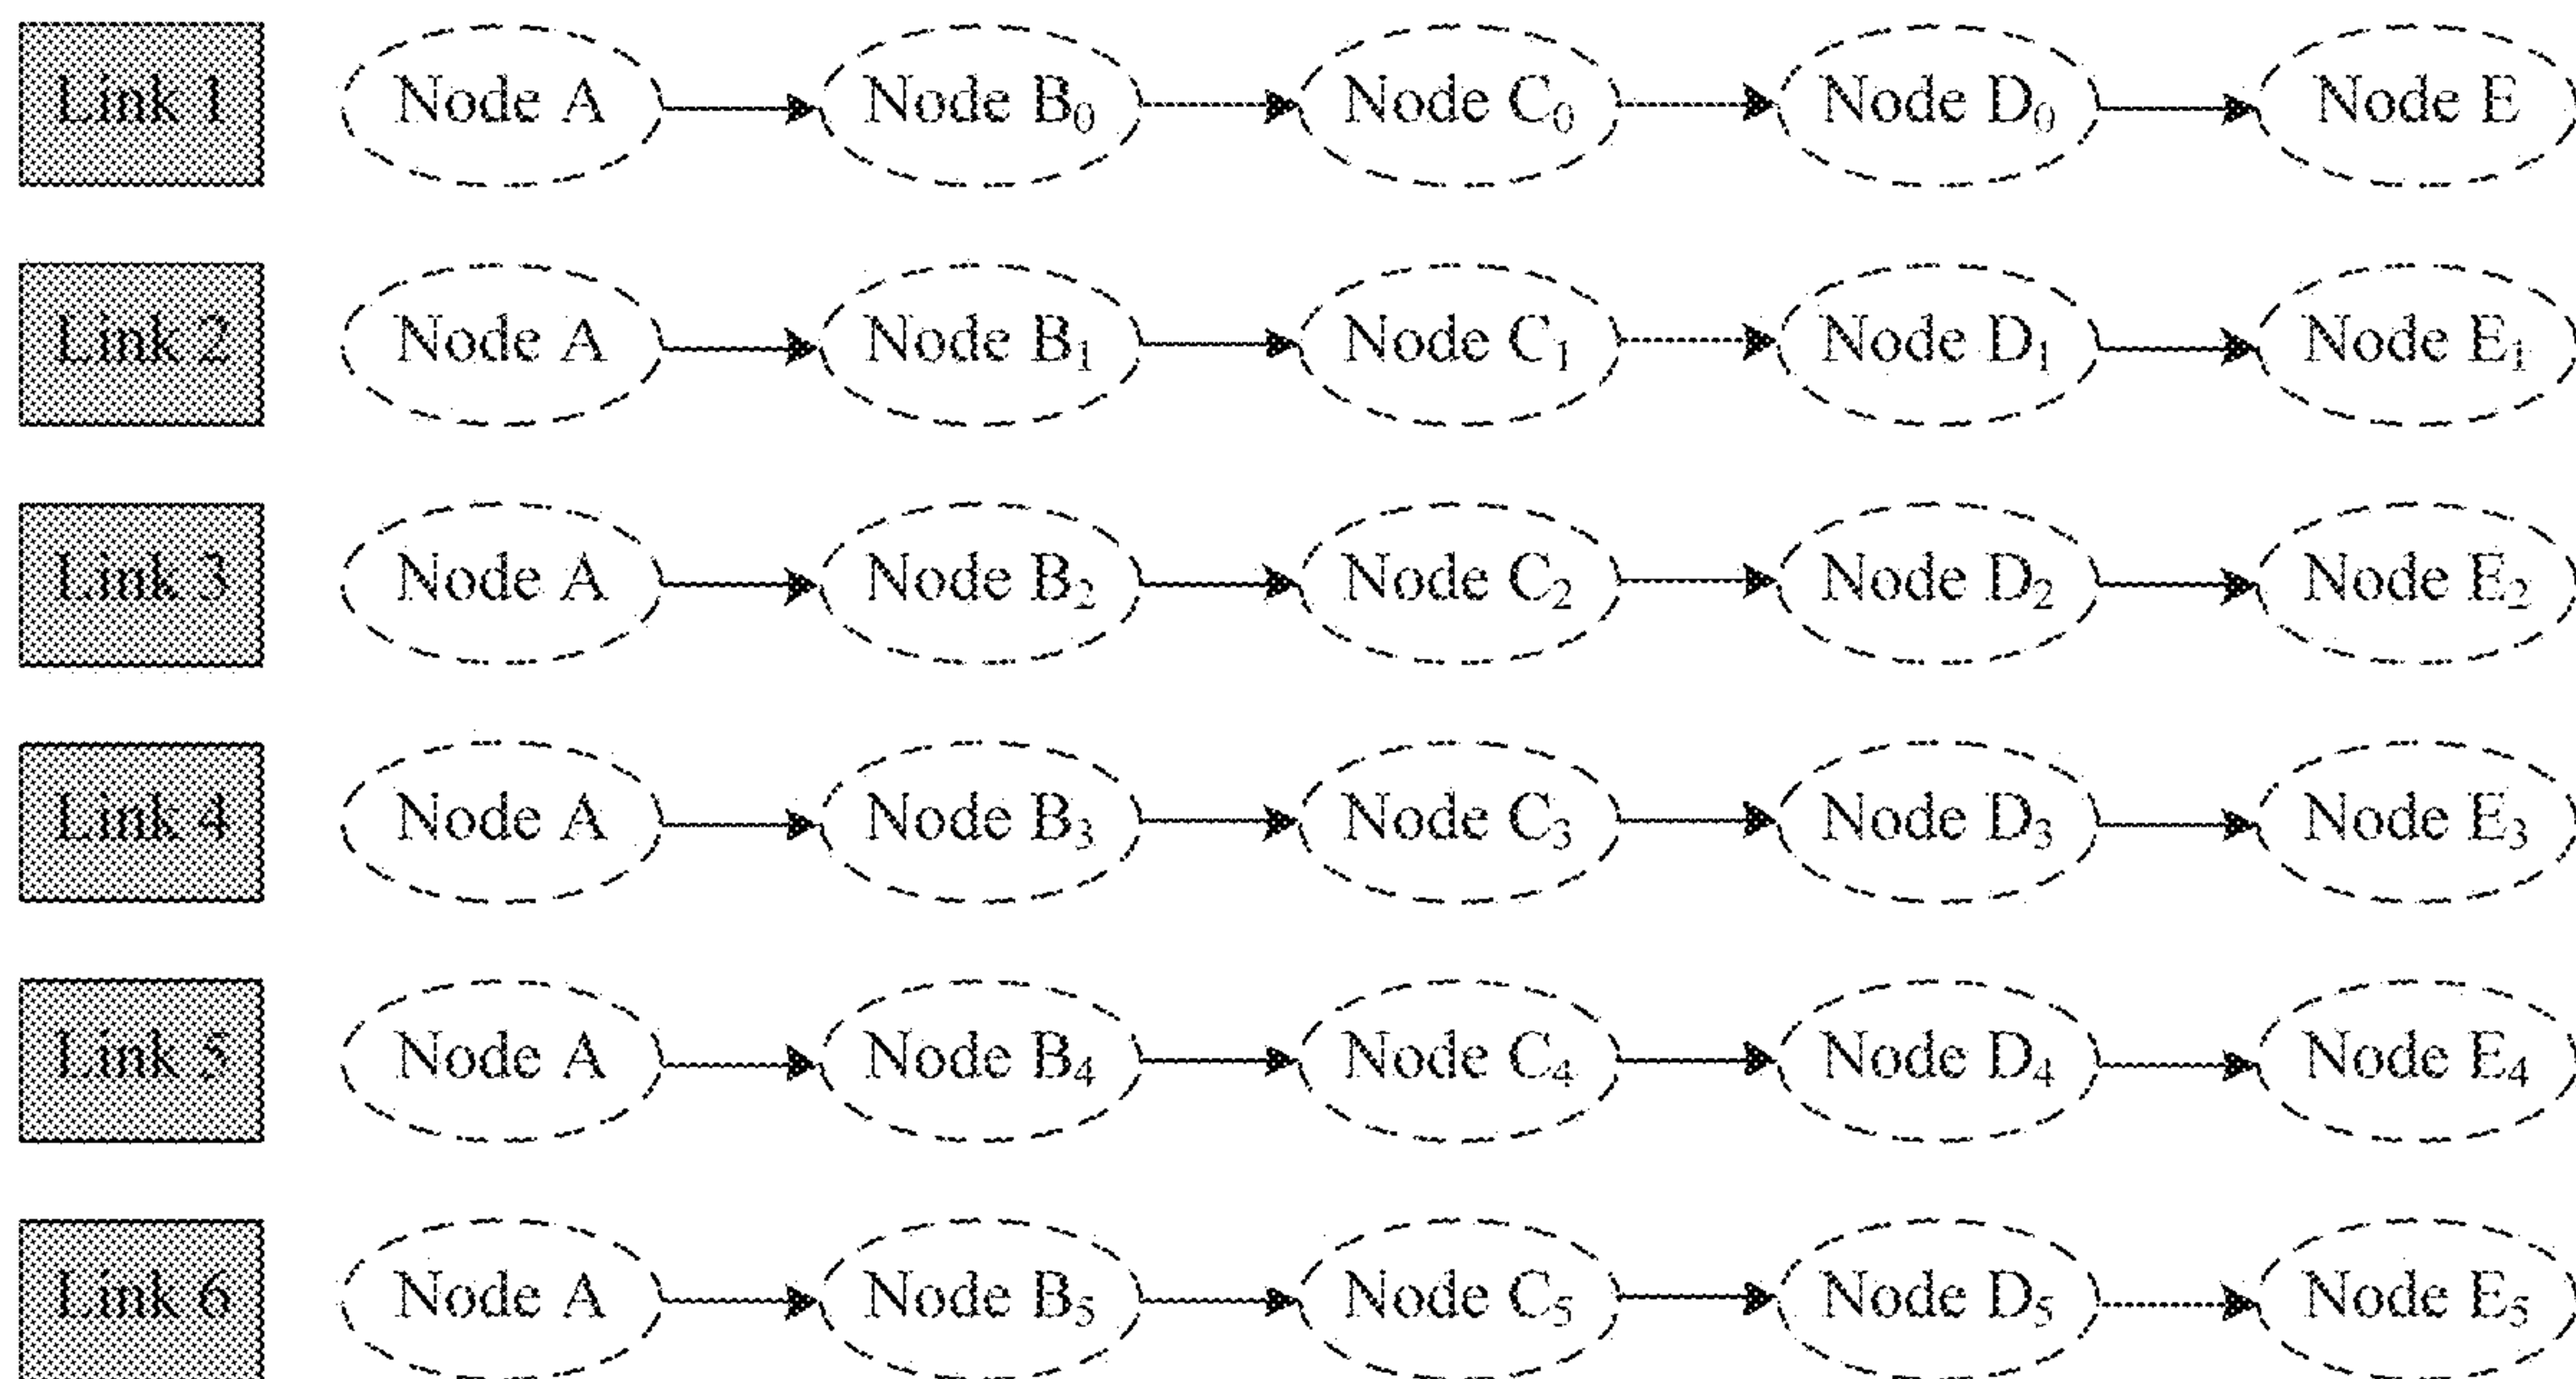 Link 1 Node A Node B₀ Node C₀ Node D₀ Node E
Link 2 Node A Node B₁ Node C₁ Node D₁ Node E₁
Link 3 Node A Node B₂ Node C₂ Node D₂ Node E₂
Link 4 Node A Node B₃ Node C₃ Node D₃ Node E₃
Link 5 Node A Node B₄ Node C₄ Node D₄ Node E₄
Link 6 Node A Node B₅ Node C₅ Node D₅ Node E₅